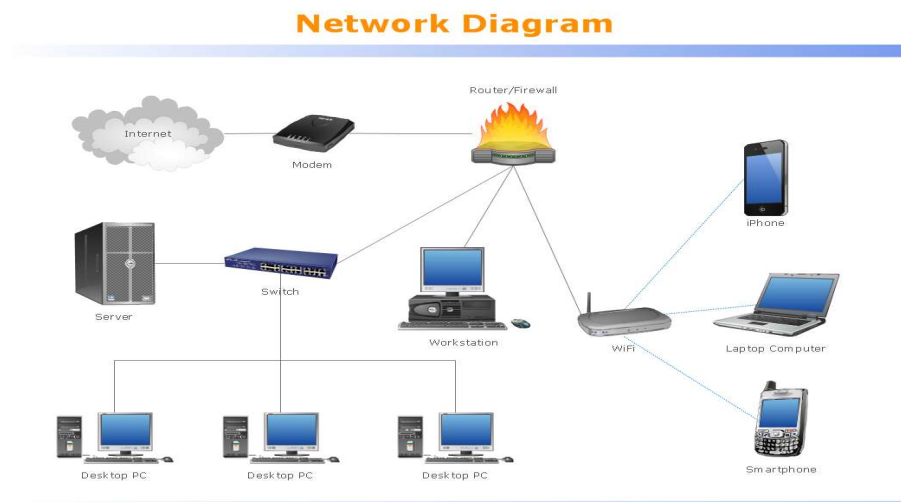 Network Diagram
Router/Firewall
Internet
Modem
iPhone
Server
Switch
Workstation
WiFi
Laptop Computer
Desktop PC
Desktop PC
Desktop PC
Smartphone